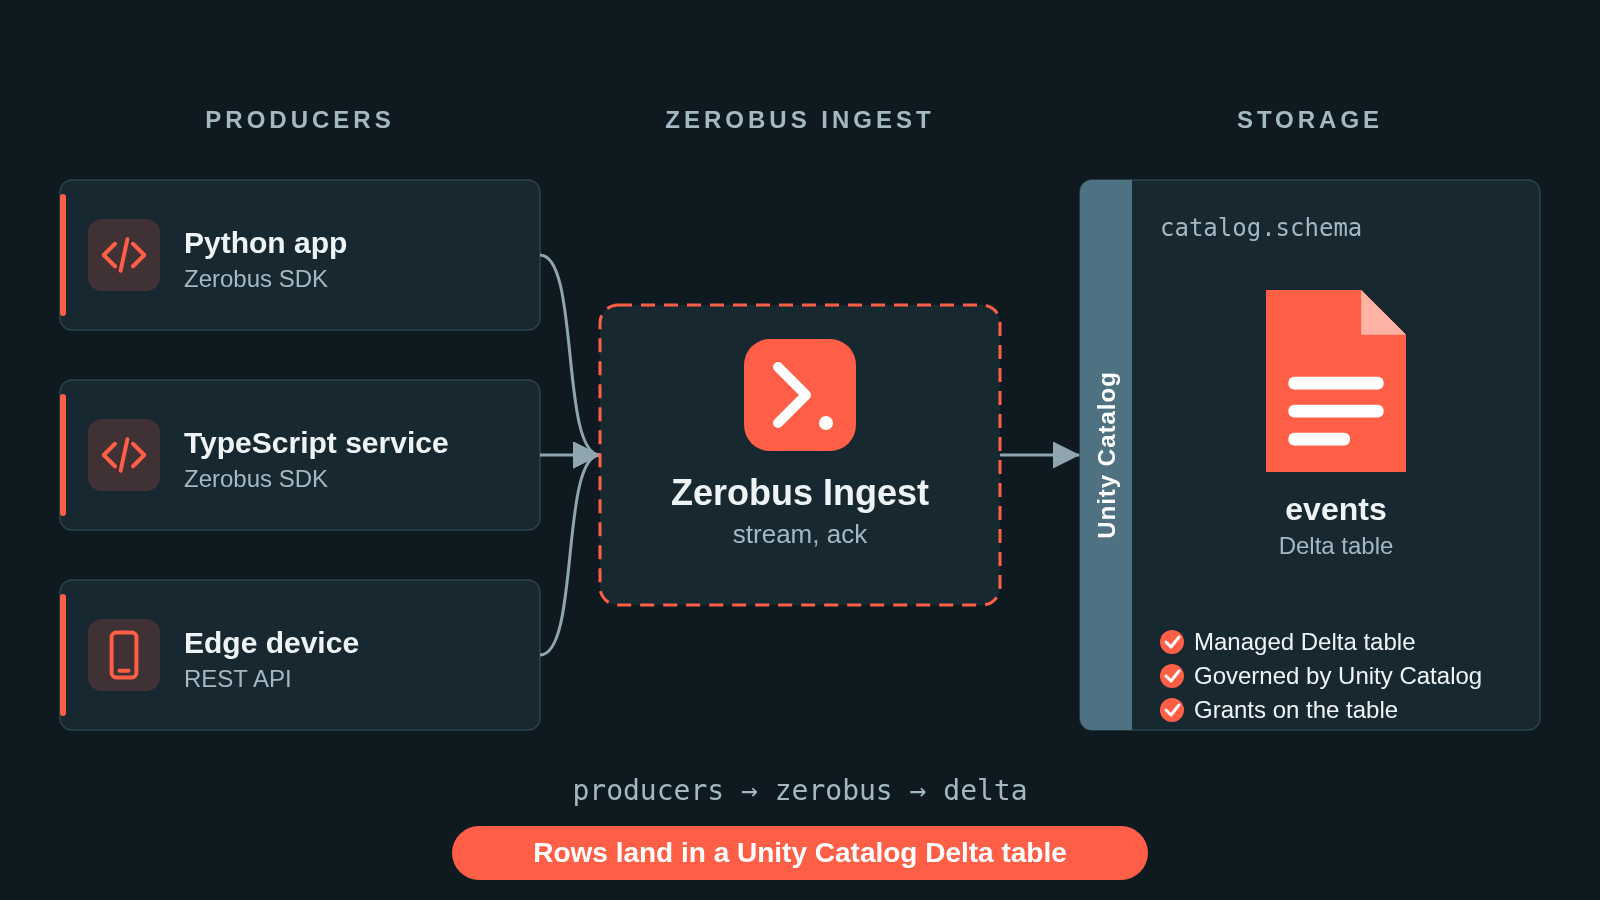 PRODUCERS
ZEROBUS INGEST
STORAGE
Python app
Zerobus SDK
TypeScript service
Zerobus SDK
Edge device
REST API
Zerobus Ingest
stream, ack
Unity Catalog
catalog.schema
events
Delta table
Managed Delta table
Governed by Unity Catalog
Grants on the table
producers → zerobus → delta
Rows land in a Unity Catalog Delta table